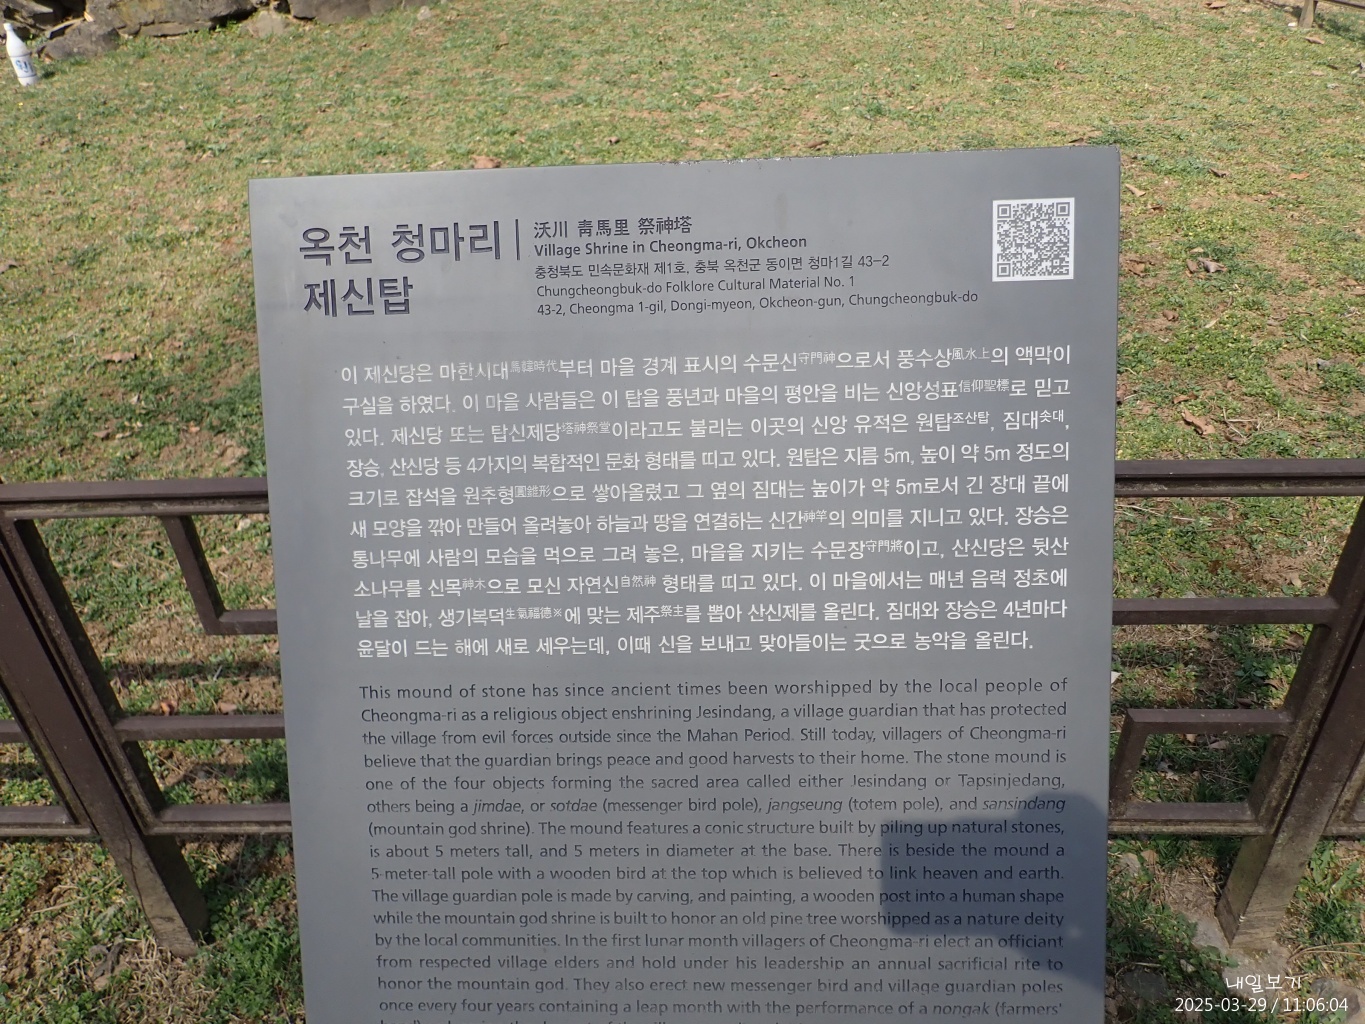 옥천 청마리
제신탑
沃川 靑馬里 祭神塔
Village Shrine in Cheongma-ri, Okcheon
충청북도 민속문화재 제1호, 충북 옥천군 동이면 청마1길 43-2
Chungcheongbuk-do Folklore Cultural Material No. 1
43-2, Cheongma 1-gil, Dongi-myeon, Okcheon-gun, Chungcheongbuk-do
이 제신당은 마한시대馬韓時代부터 마을 경계 표시의 수문신守門神으로서 풍수상風水上의 액막이
구실을 하였다. 이 마을 사람들은 이 탑을 풍년과 마을의 평안을 비는 신앙성표信仰聖標로 믿고
있다. 제신당 또는 탑신제당塔神祭堂이라고도 불리는 이곳의 신앙 유적은 원탑조산탑, 짐대솟대,
장승, 산신당 등 4가지의 복합적인 문화 형태를 띠고 있다. 원탑은 지름 5m, 높이 약 5m 정도의
크기로 잡석을 원추형圓錐形으로 쌓아올렸고 그 옆의 짐대는 높이가 약 5m로서 긴 장대 끝에
새 모양을 깎아 만들어 올려놓아 하늘과 땅을 연결하는 신간神竿의 의미를 지니고 있다. 장승은
통나무에 사람의 모습을 먹으로 그려 놓은, 마을을 지키는 수문장守門將이고, 산신당은 뒷산
소나무를 신목神木으로 모신 자연신自然神 형태를 띠고 있다. 이 마을에서는 매년 음력 정초에
날을 잡아, 생기복덕生氣福德※에 맞는 제주祭主를 뽑아 산신제를 올린다. 짐대와 장승은 4년마다
윤달이 드는 해에 새로 세우는데, 이때 신을 보내고 맞아들이는 굿으로 농악을 올린다.
This mound of stone has since ancient times been worshipped by the local people of
Cheongma-ri as a religious object enshrining Jesindang, a village guardian that has protected
the village from evil forces outside since the Mahan Period. Still today, villagers of Cheongma-ri
believe that the guardian brings peace and good harvests to their home. The stone mound is
one of the four objects forming the sacred area called either Jesindang or Tapsinjedang,
others being a jimdae, or sotdae (messenger bird pole), jangseung (totem pole), and sansindang
(mountain god shrine). The mound features a conic structure built by piling up natural stones,
is about 5 meters tall, and 5 meters in diameter at the base. There is beside the mound a
5-meter-tall pole with a wooden bird at the top which is believed to link heaven and earth.
The village guardian pole is made by carving, and painting, a wooden post into a human shape
while the mountain god shrine is built to honor an old pine tree worshipped as a nature deity
by the local communities. In the first lunar month villagers of Cheongma-ri elect an officiant
from respected village elders and hold under his leadership an annual sacrificial rite to
honor the mountain god. They also erect new messenger bird and village guardian poles
once every four years containing a leap month with the performance of a nongak (farmers'
내일보기
2025-03-29 / 11:06:04